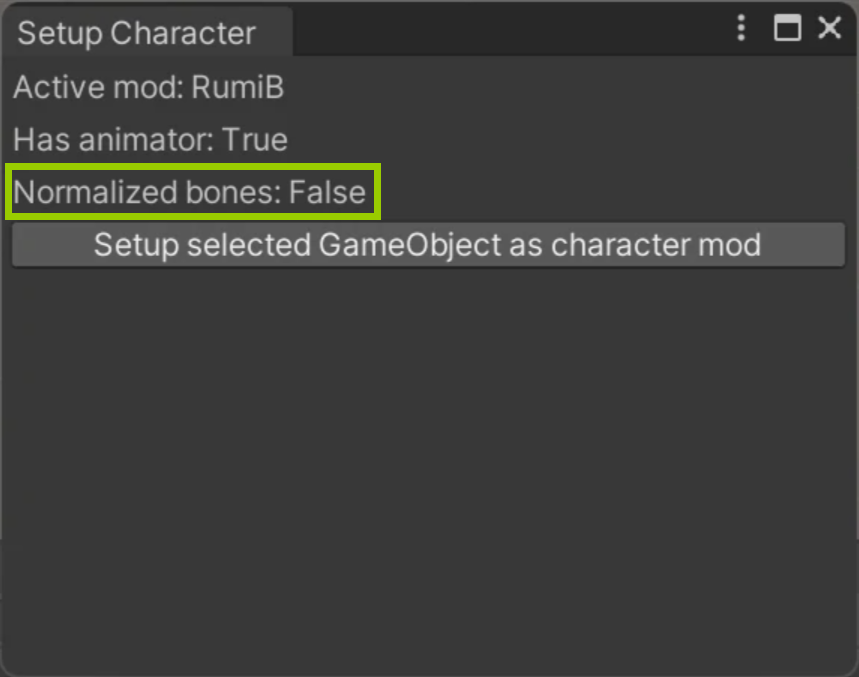 Setup Character
Active mod: RumiB
Has animator: True
Normalized bones: False
Setup selected GameObject as character mod